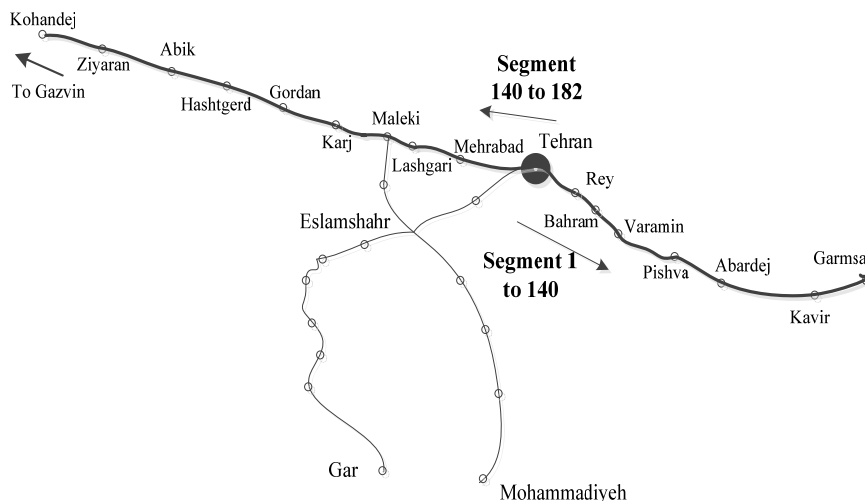 Kohandej
Ziyaran
To Gazvin
Abik
Hashtgerd
Gordan
Karj
Maleki
Lashgari
Mehrabad
Segment
140 to 182
Tehran
Rey
Bahram
Varamin
Pishva
Abardej
Garmsa
Kavir
Eslamshahr
Segment 1
to 140
Gar
Mohammadiyeh